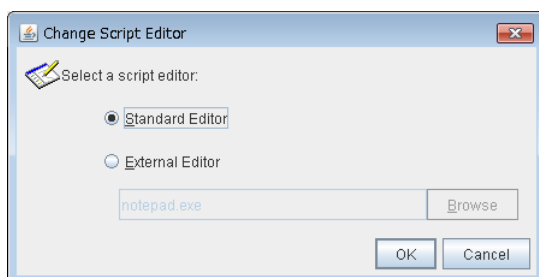 Change Script Editor
Select a script editor:
Standard Editor
External Editor
notepad.exe Browse
OK Cancel